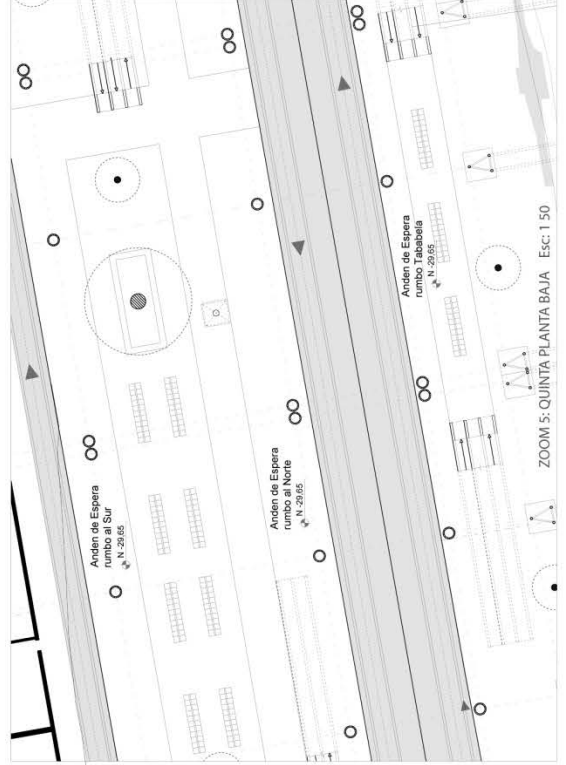 Anden de Espera
rumbo al Sur
N -29,65
Anden de Espera
rumbo al Norte
N -29,65
Anden de Espera
rumbo Tababela
N -29,65
ZOOM 5: QUINTA PLANTA BAJA Esc: 1 50